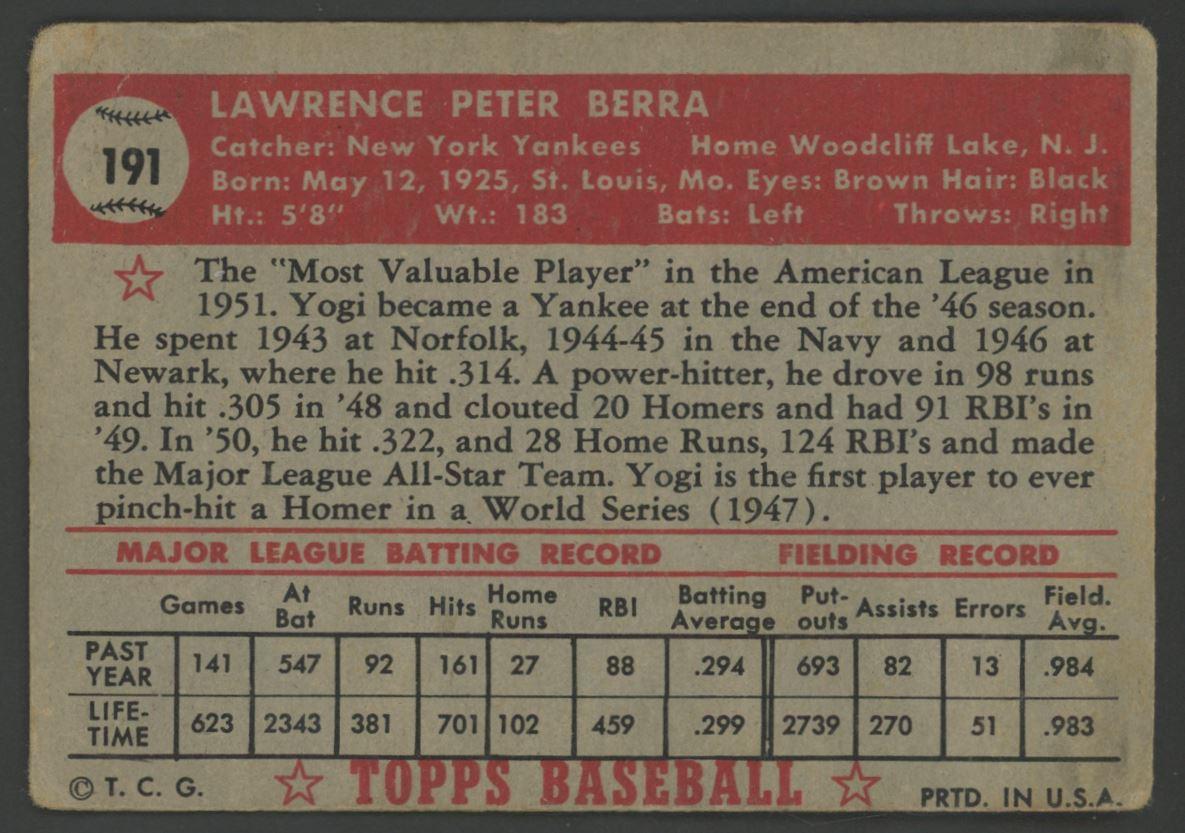 191
LAWRENCE PETER BERRA
Catcher: New York Yankees Home Woodcliff Lake, N. J.
Born: May 12, 1925, St. Louis, Mo. Eyes: Brown Hair: Black
Ht.: 5'8" Wt.: 183 Bats: Left Throws: Right
The "Most Valuable Player" in the American League in
1951. Yogi became a Yankee at the end of the '46 season.
He spent 1943 at Norfolk, 1944-45 in the Navy and 1946 at
Newark, where he hit .314. A power-hitter, he drove in 98 runs
and hit .305 in '48 and clouted 20 Homers and had 91 RBI's in
'49. In '50, he hit .322, and 28 Home Runs, 124 RBI's and made
the Major League All-Star Team. Yogi is the first player to ever
pinch-hit a Homer in a World Series (1947).
MAJOR LEAGUE BATTING RECORD FIELDING RECORD
Games At Bat Runs Hits Home Runs RBI Batting Average Put-outs Assists Errors Field. Avg.
PAST YEAR 141 547 92 161 27 88 .294 693 82 13 .984
LIFE-TIME 623 2343 381 701 102 459 .299 2739 270 51 .983
© T. C. G. TOPPS BASEBALL PRTD. IN U.S.A.